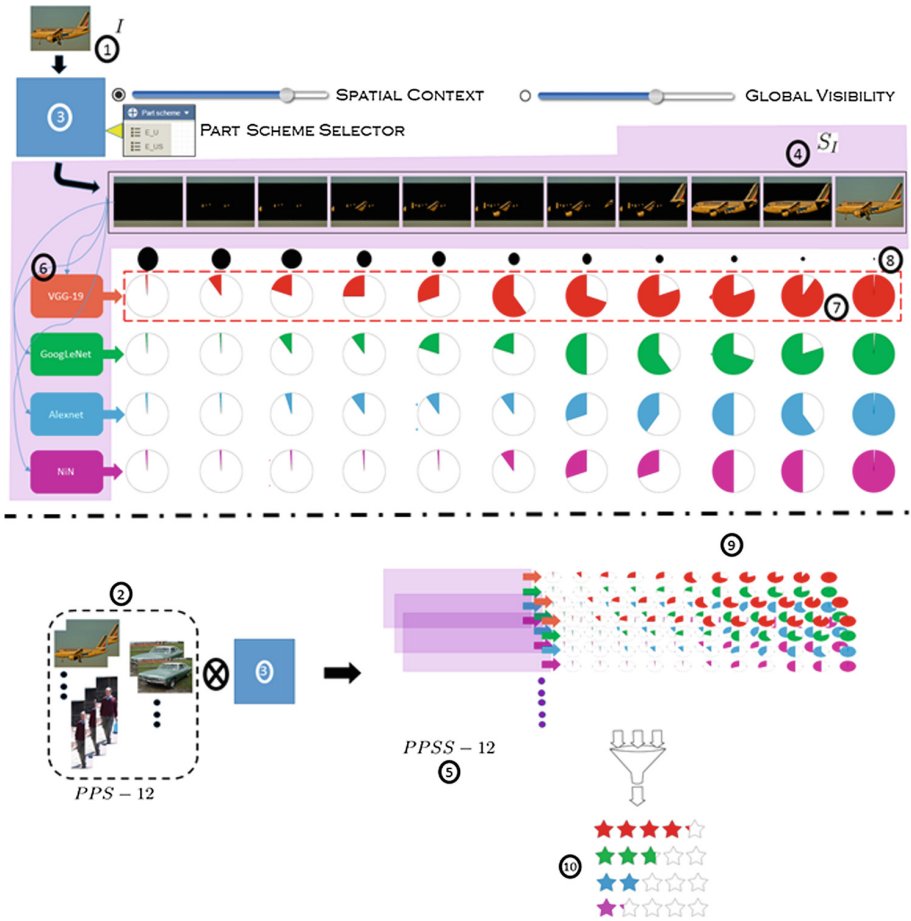 1 I
3
SPATIAL CONTEXT
GLOBAL VISIBILITY
Part scheme
E_U
E_US
PART SCHEME SELECTOR
4 S_I
6
8
VGG-19
7
GoogLeNet
Alexnet
NiN
9
2
3
PPS − 12
PPSS − 12
5
10